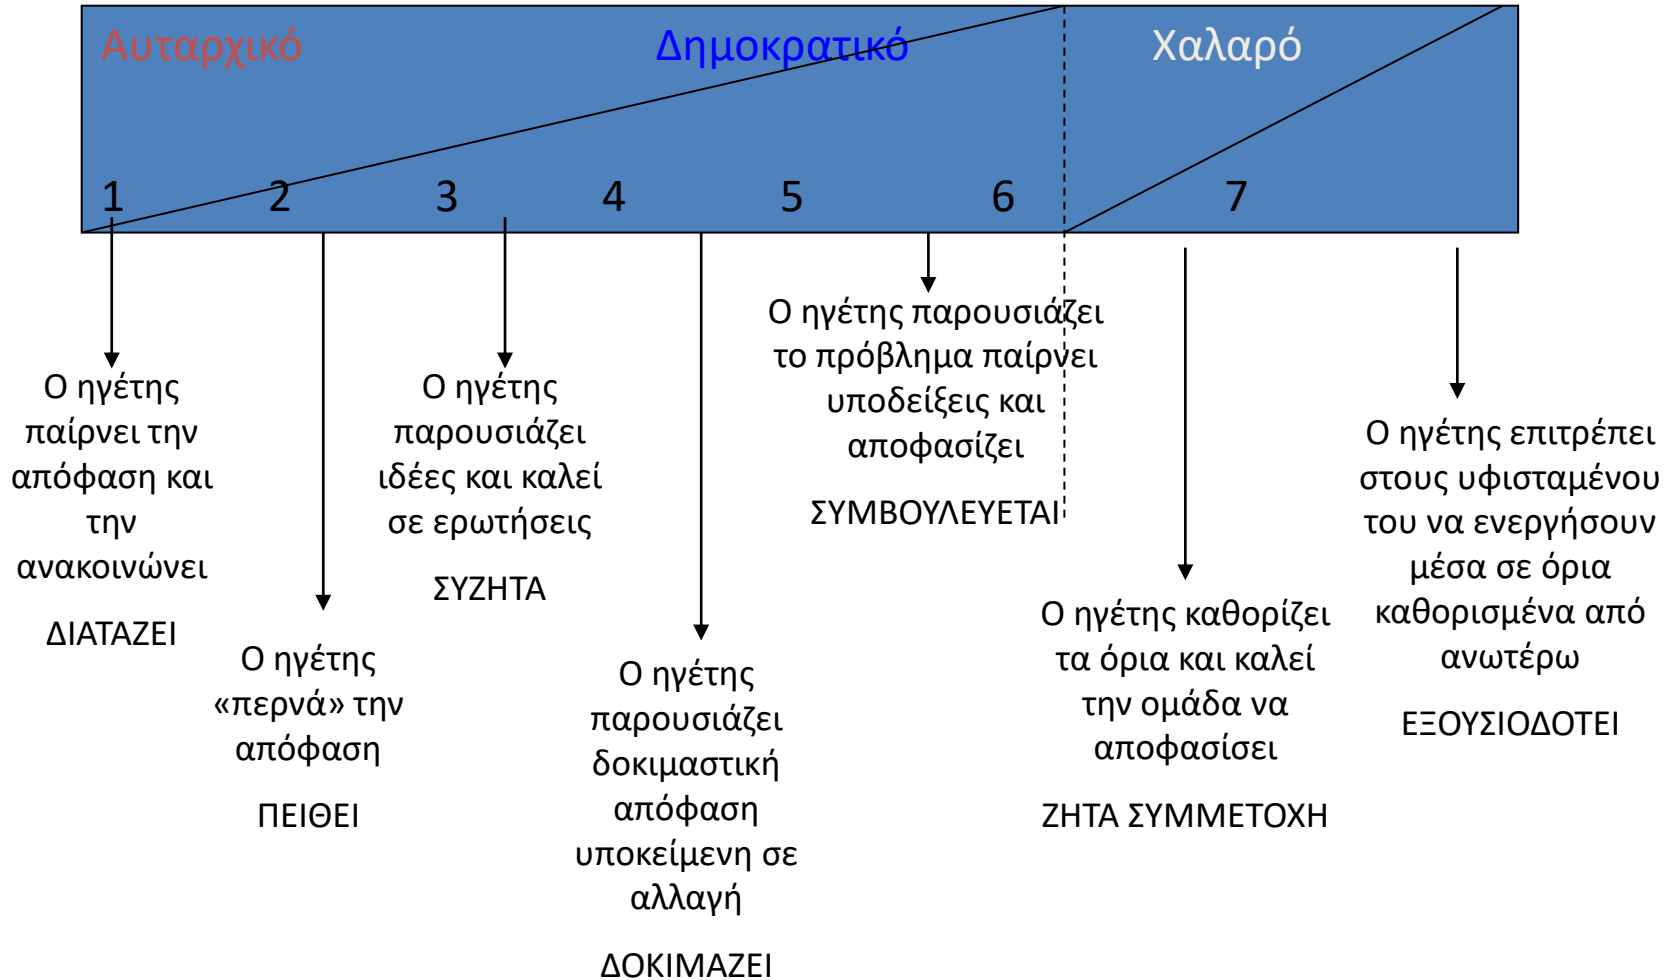 Αυταρχικό
Δημοκρατικό
Χαλαρό
1
2
3
4
5
6
7
Ο ηγέτης
παίρνει την
απόφαση και
την
ανακοινώνει
ΔΙΑΤΑΖΕΙ
Ο ηγέτης
«περνά» την
απόφαση
ΠΕΙΘΕΙ
Ο ηγέτης
παρουσιάζει
ιδέες και καλεί
σε ερωτήσεις
ΣΥΖΗΤΑ
Ο ηγέτης
παρουσιάζει
δοκιμαστική
απόφαση
υποκείμενη σε
αλλαγή
ΔΟΚΙΜΑΖΕΙ
Ο ηγέτης παρουσιάζει
το πρόβλημα παίρνει
υποδείξεις και
αποφασίζει
ΣΥΜΒΟΥΛΕΥΕΤΑΙ
Ο ηγέτης καθορίζει
τα όρια και καλεί
την ομάδα να
αποφασίσει
ΖΗΤΑ ΣΥΜΜΕΤΟΧΗ
Ο ηγέτης επιτρέπει
στους υφισταμένου
του να ενεργήσουν
μέσα σε όρια
καθορισμένα από
ανωτέρω
ΕΞΟΥΣΙΟΔΟΤΕΙ